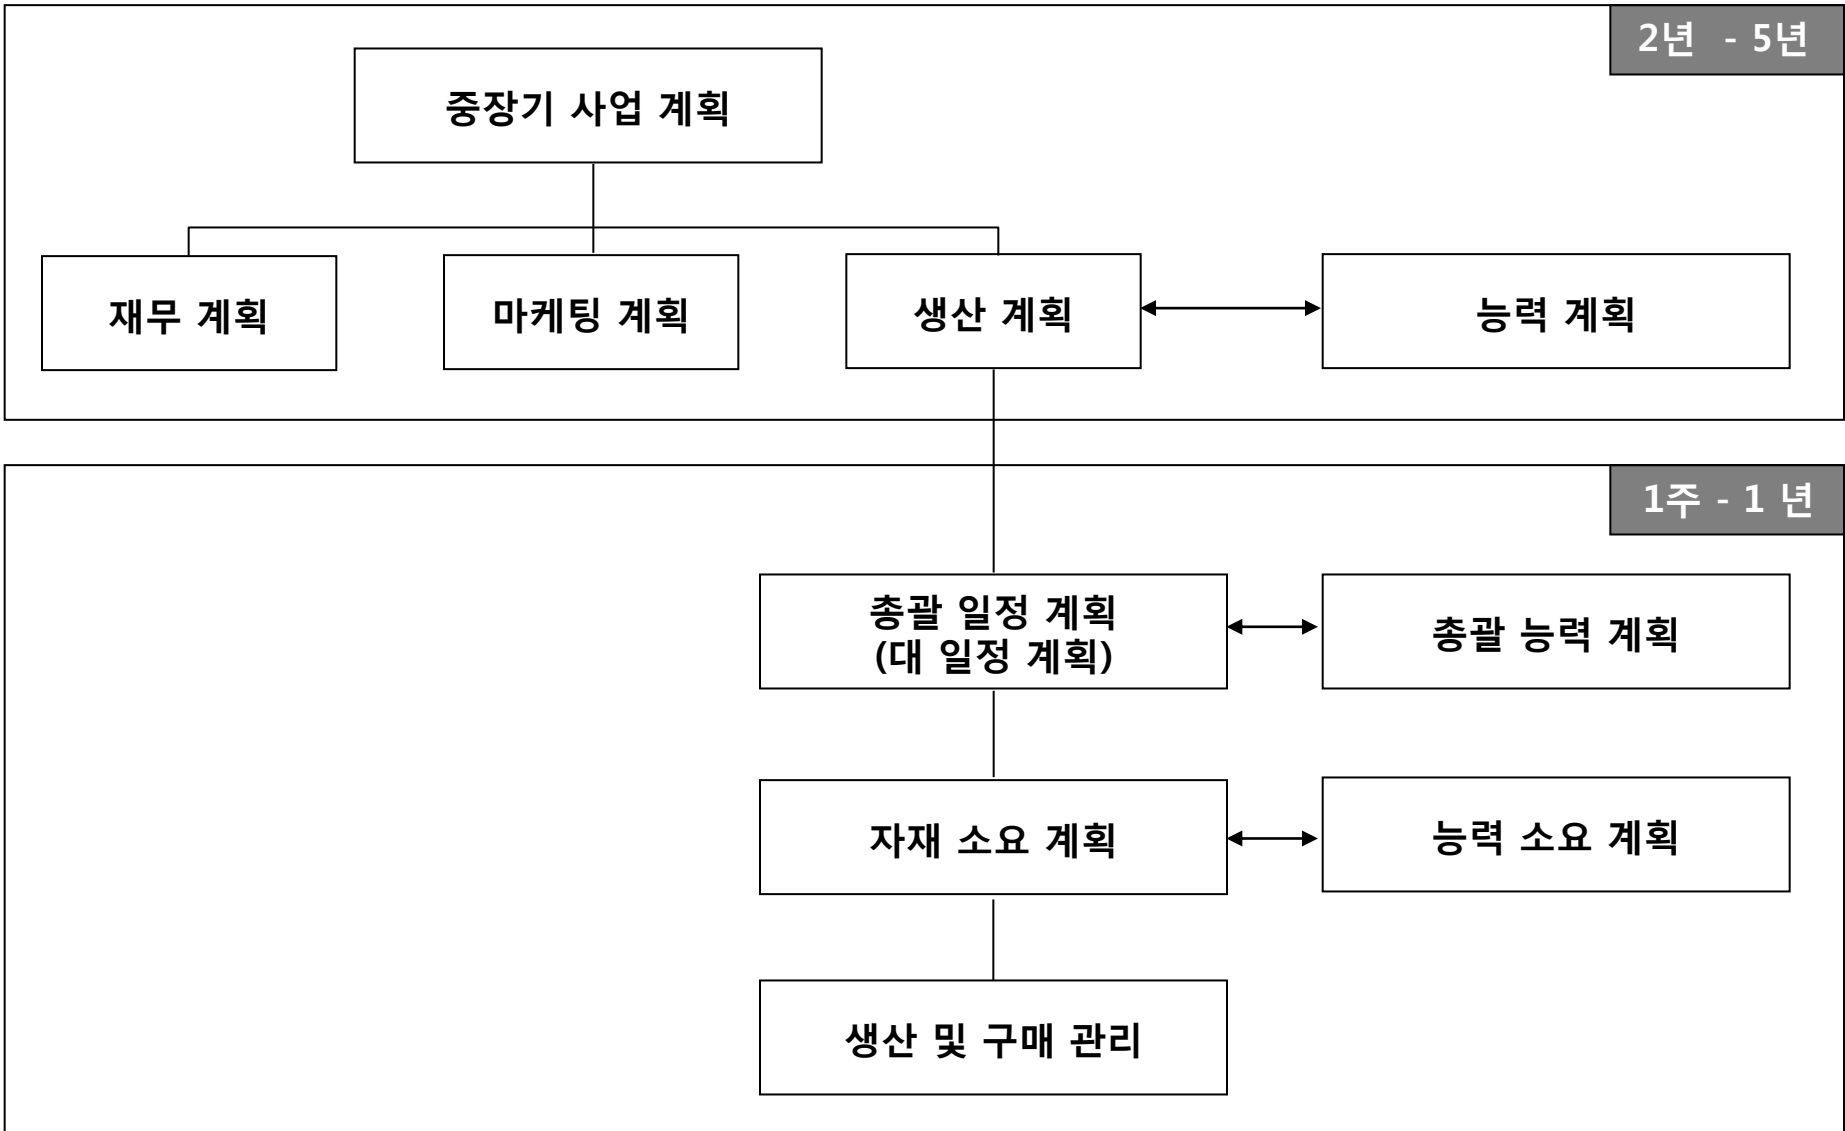 2년 - 5년
중장기 사업 계획
재무 계획
마케팅 계획
생산 계획
능력 계획
1주 - 1 년
총괄 일정 계획
(대 일정 계획)
총괄 능력 계획
자재 소요 계획
능력 소요 계획
생산 및 구매 관리